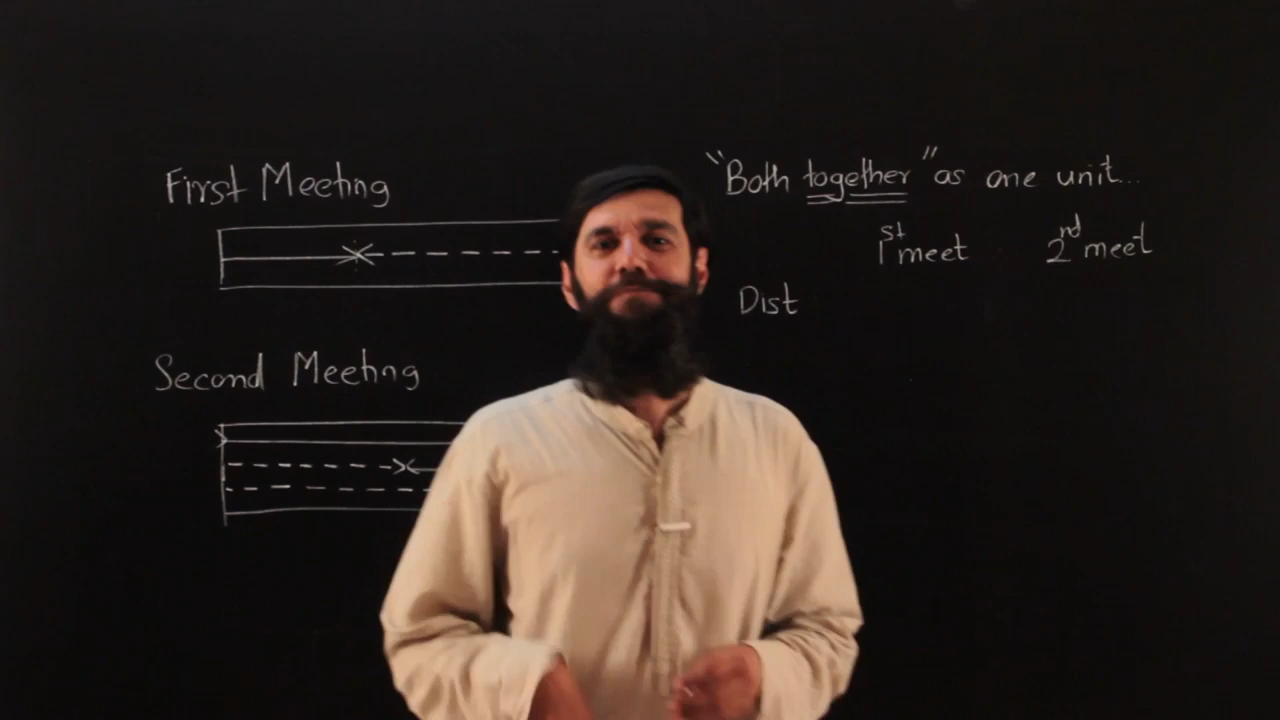 First Meeting
Second Meeting
"Both together" as one unit...
1st meet 2nd meet
Dist